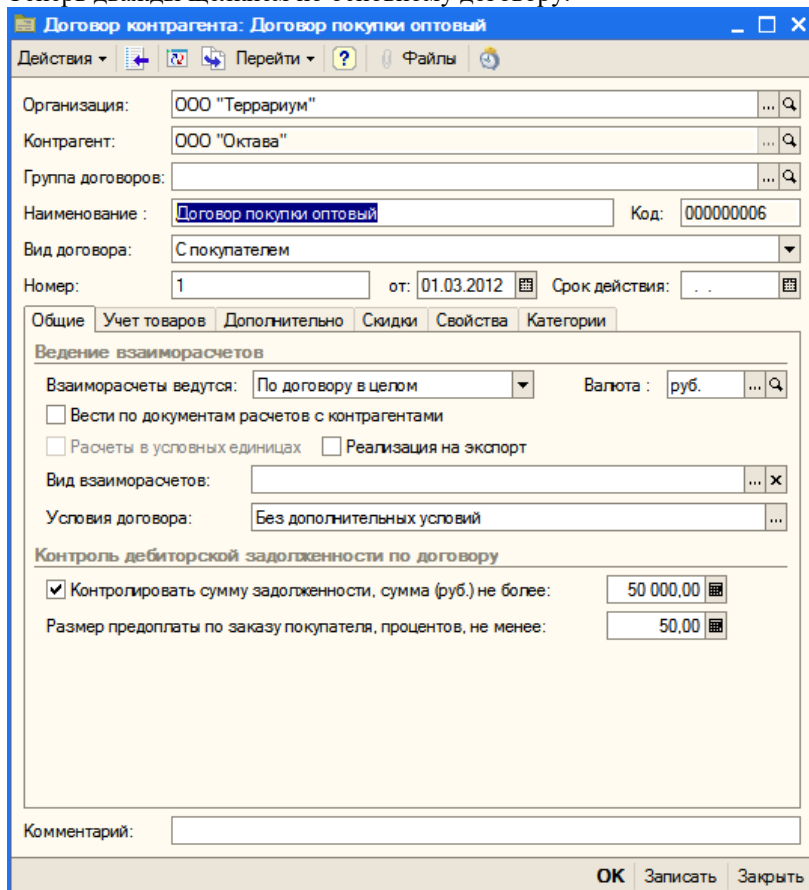 Договор контрагента: Договор покупки оптовый
Действия Перейти ? Файлы
Организация: ООО "Террариум" ...
Контрагент: ООО "Октава" ...
Группа договоров: ...
Наименование : Договор покупки оптовый Код: 000000006
Вид договора: С покупателем
Номер: 1 от: 01.03.2012 Срок действия: . .
Общие Учет товаров Дополнительно Скидки Свойства Категории
Ведение взаиморасчетов
Взаиморасчеты ведутся: По договору в целом Валюта : руб. ...
Вести по документам расчетов с контрагентами
Расчеты в условных единицах Реализация на экспорт
Вид взаиморасчетов: ... x
Условия договора: Без дополнительных условий ...
Контроль дебиторской задолженности по договору
Контролировать сумму задолженности, сумма (руб.) не более: 50 000,00
Размер предоплаты по заказу покупателя, процентов, не менее: 50,00
Комментарий:
OK Записать Закрыть